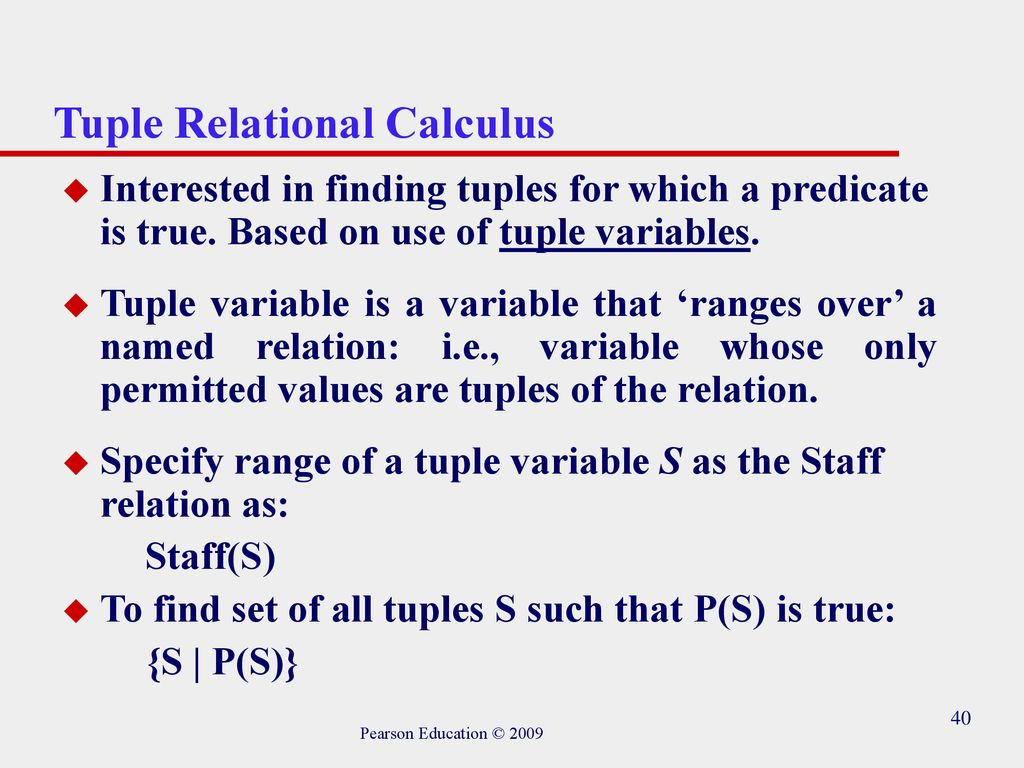 Tuple Relational Calculus
Interested in finding tuples for which a predicate
is true. Based on use of tuple variables.
Tuple variable is a variable that ‘ranges over’ a
named relation: i.e., variable whose only
permitted values are tuples of the relation.
Specify range of a tuple variable S as the Staff
relation as:
Staff(S)
To find set of all tuples S such that P(S) is true:
{S | P(S)}
40
Pearson Education © 2009